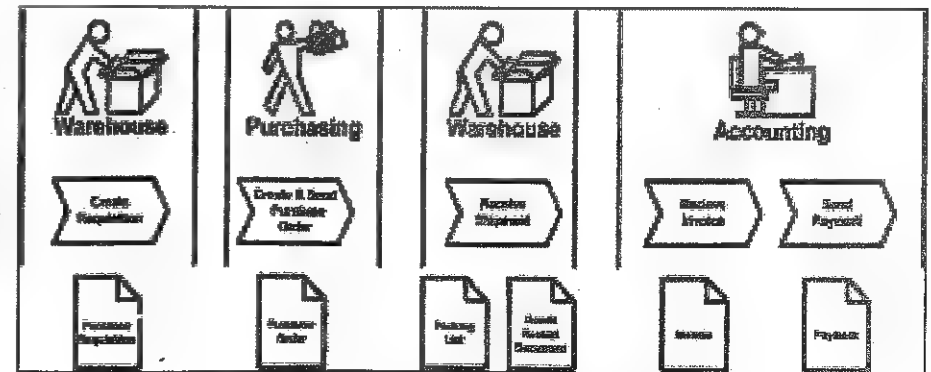 Warehouse
Purchasing
Warehouse
Accounting
Create
Requisition
Create & Send
Purchase
Order
Receive
Shipment
Receive
Invoice
Send
Payment
Purchase
Requisition
Purchase
Order
Packing
List
Goods
Receipt
Document
Invoice
Payment